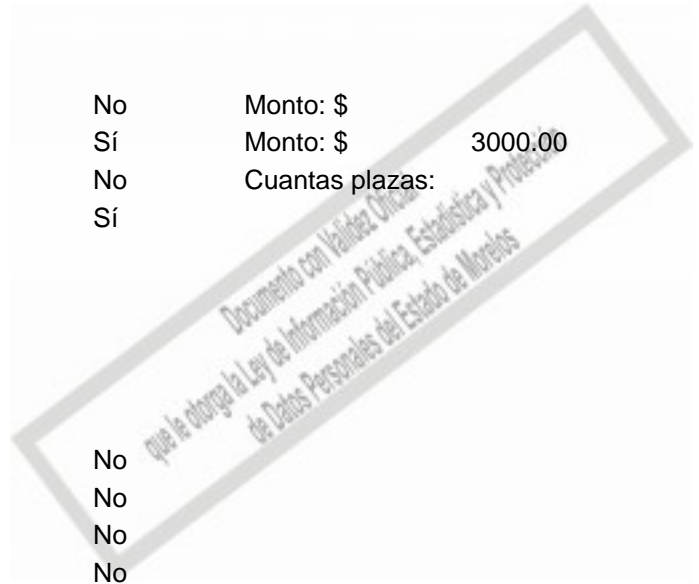 No Monto: $
Sí Monto: $ 3000.00
No Cuantas plazas:
Sí
Documento con Validez Oficial
que le otorga la Ley de Información Pública, Estadística y Protección
de Datos Personales del Estado de Morelos
No
No
No
No